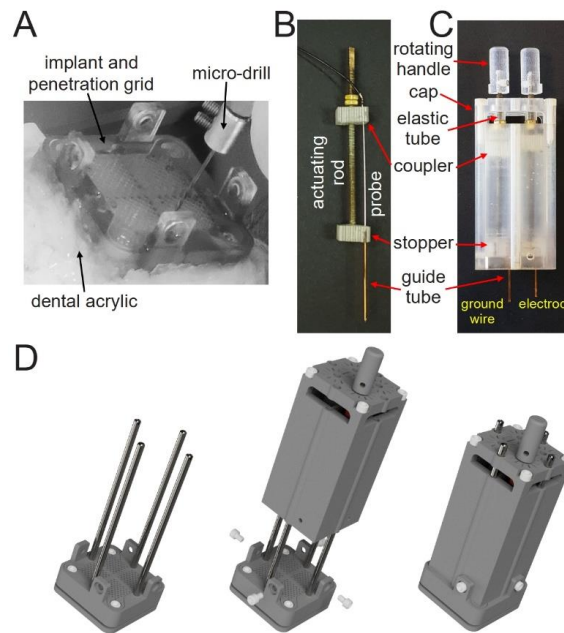 A
implant and
penetration grid
micro-drill
dental acrylic
B
actuating
rod
probe
C
rotating
handle
cap
elastic
tube
coupler
stopper
guide
tube
ground
wire
electrod
D